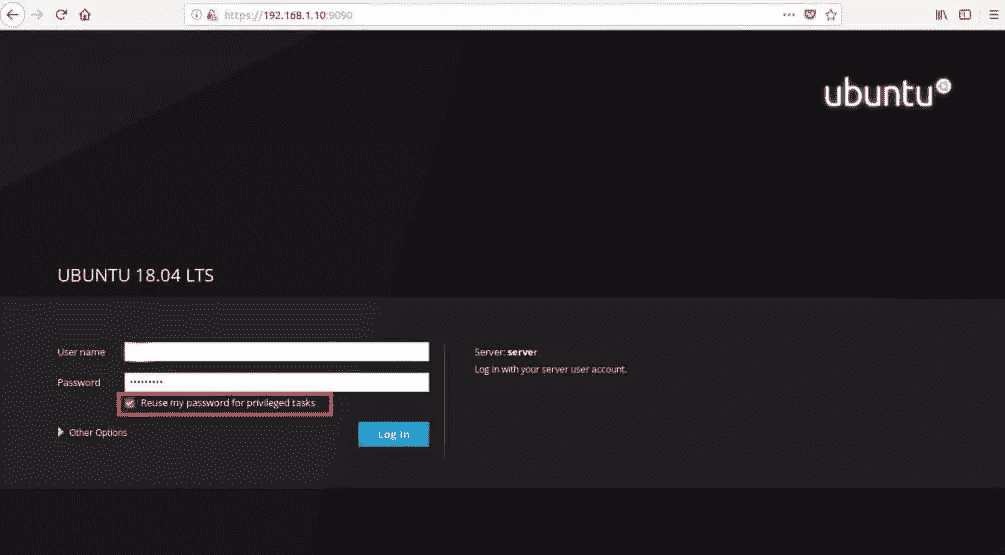 https://192.168.1.10:9090
ubuntu
UBUNTU 18.04 LTS
User name
Password
Reuse my password for privileged tasks
Other Options
Log In
Server: server
Log in with your server user account.